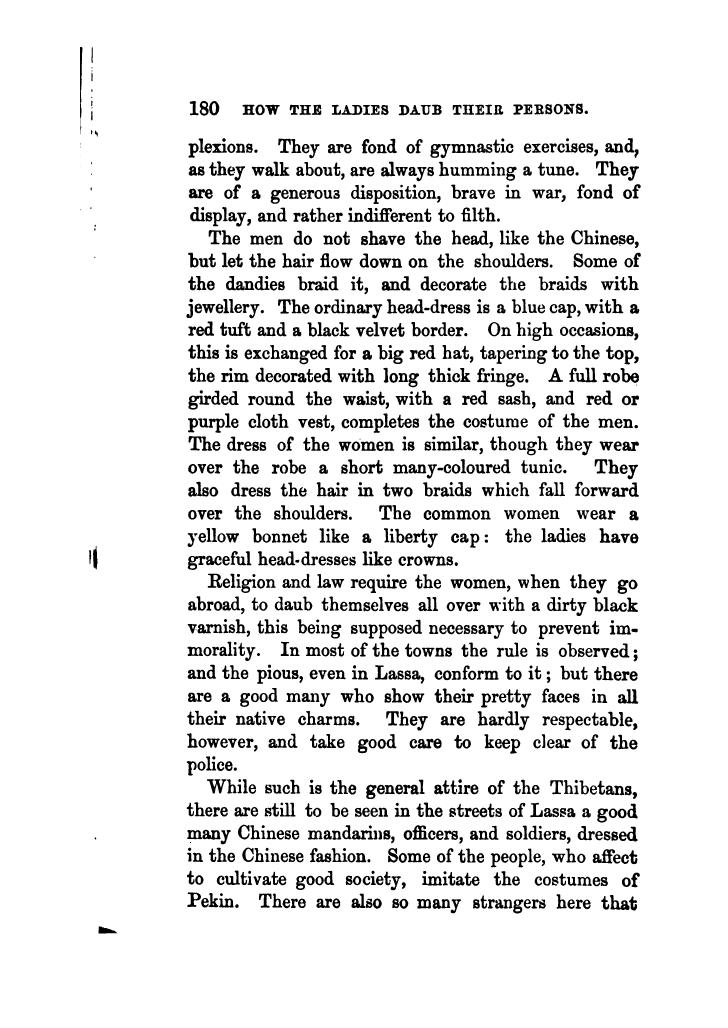 180 HOW THE LADIES DAUB THEIR PERSONS.
plexions. They are fond of gymnastic exercises, and,
as they walk about, are always humming a tune. They
are of a generous disposition, brave in war, fond of
display, and rather indifferent to filth.
The men do not shave the head, like the Chinese,
but let the hair flow down on the shoulders. Some of
the dandies braid it, and decorate the braids with
jewellery. The ordinary head-dress is a blue cap, with a
red tuft and a black velvet border. On high occasions,
this is exchanged for a big red hat, tapering to the top,
the rim decorated with long thick fringe. A full robe
girded round the waist, with a red sash, and red or
purple cloth vest, completes the costume of the men.
The dress of the women is similar, though they wear
over the robe a short many-coloured tunic. They
also dress the hair in two braids which fall forward
over the shoulders. The common women wear a
yellow bonnet like a liberty cap: the ladies have
graceful head-dresses like crowns.
Religion and law require the women, when they go
abroad, to daub themselves all over with a dirty black
varnish, this being supposed necessary to prevent im-
morality. In most of the towns the rule is observed;
and the pious, even in Lassa, conform to it; but there
are a good many who show their pretty faces in all
their native charms. They are hardly respectable,
however, and take good care to keep clear of the
police.
While such is the general attire of the Thibetans,
there are still to be seen in the streets of Lassa a good
many Chinese mandarins, officers, and soldiers, dressed
in the Chinese fashion. Some of the people, who affect
to cultivate good society, imitate the costumes of
Pekin. There are also so many strangers here that